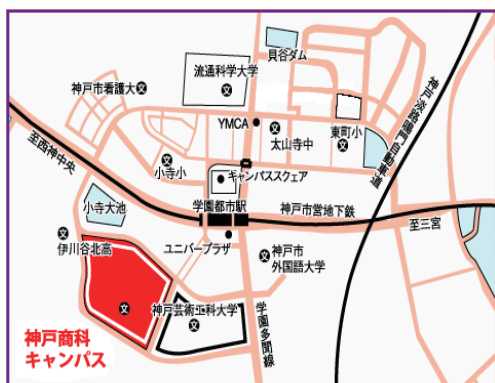 貝谷ダム
流通科学大学
神戸市看護大
神戸淡路鳴門自動車道
YMCA
太山寺中
東町小
至西神中央
小寺小
キャンパススクェア
小寺大池
学園都市駅
神戸市営地下鉄
至三宮
伊川谷北高
ユニバープラザ
神戸市
外国語大学
神戸芸術工科大学
学園多聞線
神戸商科
キャンパス